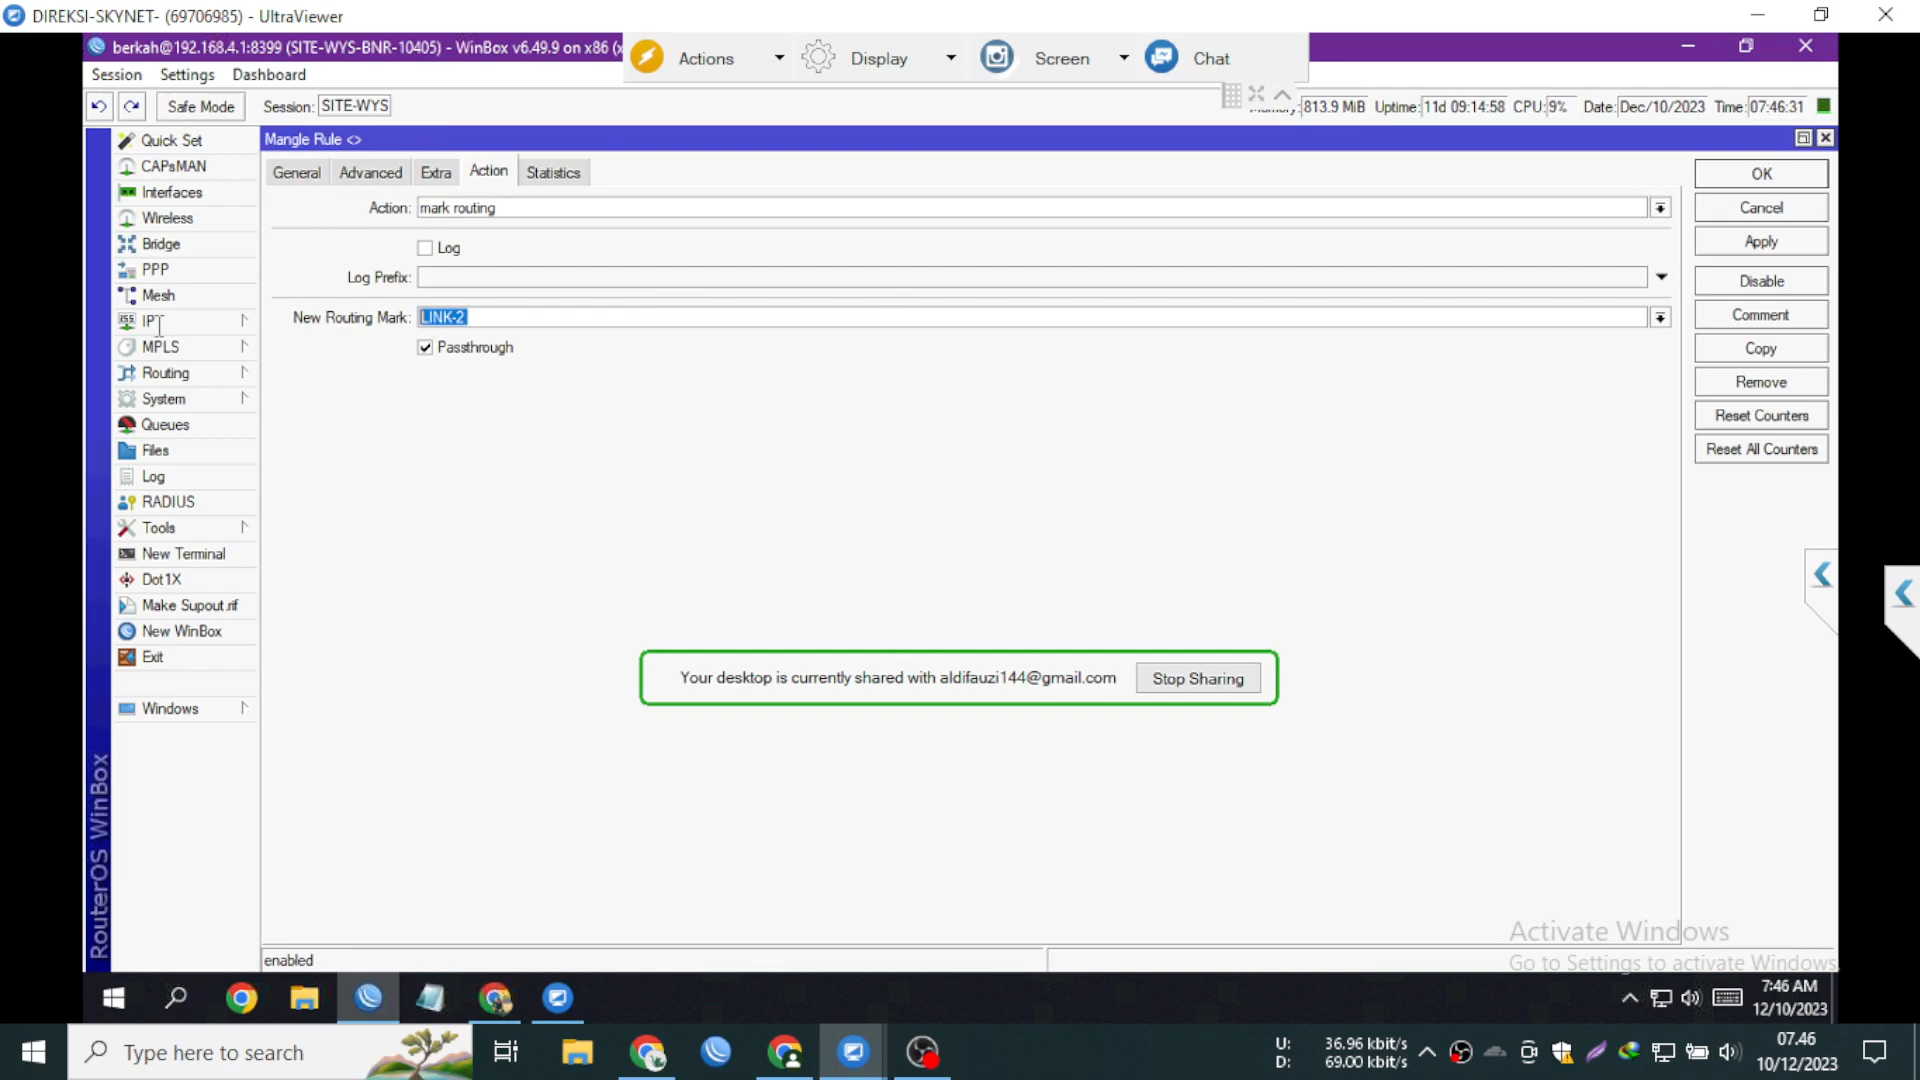 DIREKSI-SKYNET- (69706985) - UltraViewer
berkah@192.168.4.1:8399 (SITE-WYS-BNR-10405) - WinBox v6.49.9 on x86 (x
Actions Display Screen Chat
Session Settings Dashboard
Safe Mode Session: SITE-WYS
813.9 MiB Uptime: 11d 09:14:58 CPU: 9% Date: Dec/10/2023 Time: 07:46:31
Quick Set
CAPsMAN
Interfaces
Wireless
Bridge
PPP
Mesh
IP
MPLS
Routing
System
Queues
Files
Log
RADIUS
Tools
New Terminal
Dot1X
Make Supout.rif
New WinBox
Exit
Windows
RouterOS WinBox
Mangle Rule <>
General Advanced Extra Action Statistics
Action: mark routing
Log
Log Prefix:
New Routing Mark: LINK-2
Passthrough
OK
Cancel
Apply
Disable
Comment
Copy
Remove
Reset Counters
Reset All Counters
Your desktop is currently shared with aldifauzi144@gmail.com Stop Sharing
Activate Windows
Go to Settings to activate Windows
enabled
7:46 AM
12/10/2023
Type here to search
U: 36.96 kbit/s
D: 69.00 kbit/s
07.46
10/12/2023